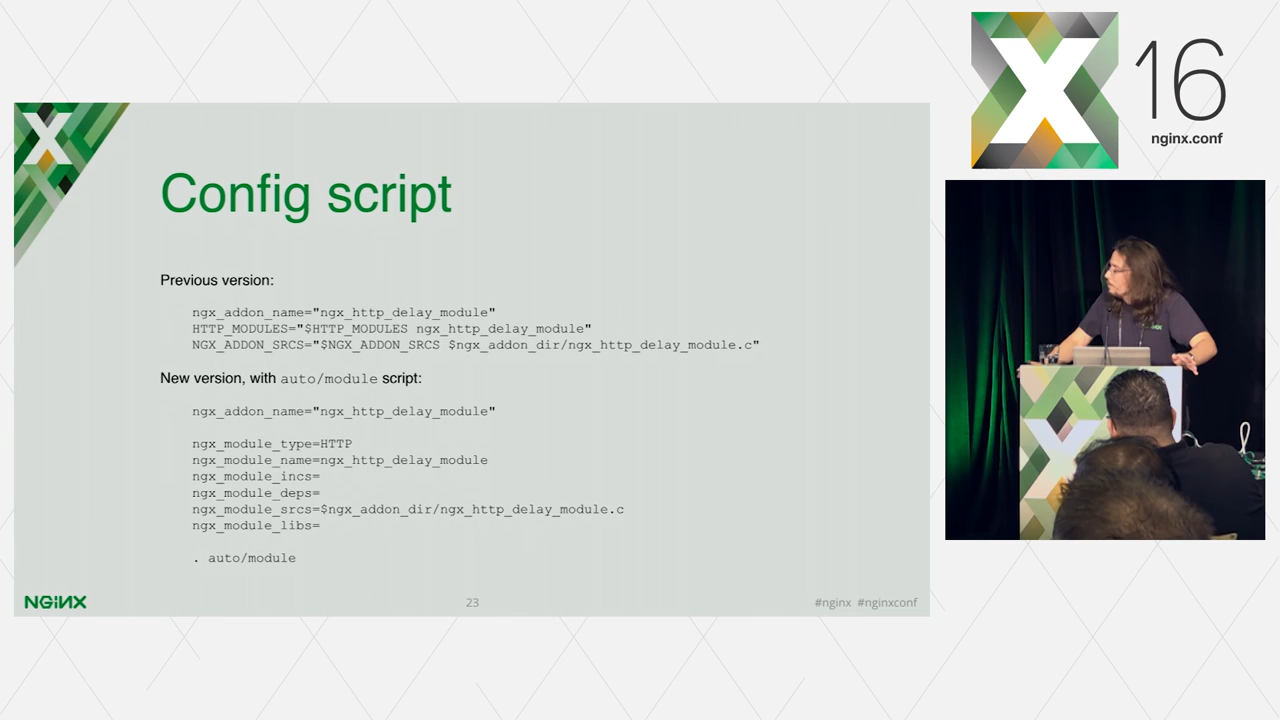 Config script
Previous version:
ngx_addon_name="ngx_http_delay_module"
HTTP_MODULES="$HTTP_MODULES ngx_http_delay_module"
NGX_ADDON_SRCS="$NGX_ADDON_SRCS $ngx_addon_dir/ngx_http_delay_module.c"
New version, with auto/module script:
ngx_addon_name="ngx_http_delay_module"
ngx_module_type=HTTP
ngx_module_name=ngx_http_delay_module
ngx_module_incs=
ngx_module_deps=
ngx_module_srcs=$ngx_addon_dir/ngx_http_delay_module.c
ngx_module_libs=
. auto/module
NGINX
23
#nginx #nginxconf
X
16
nginx.conf